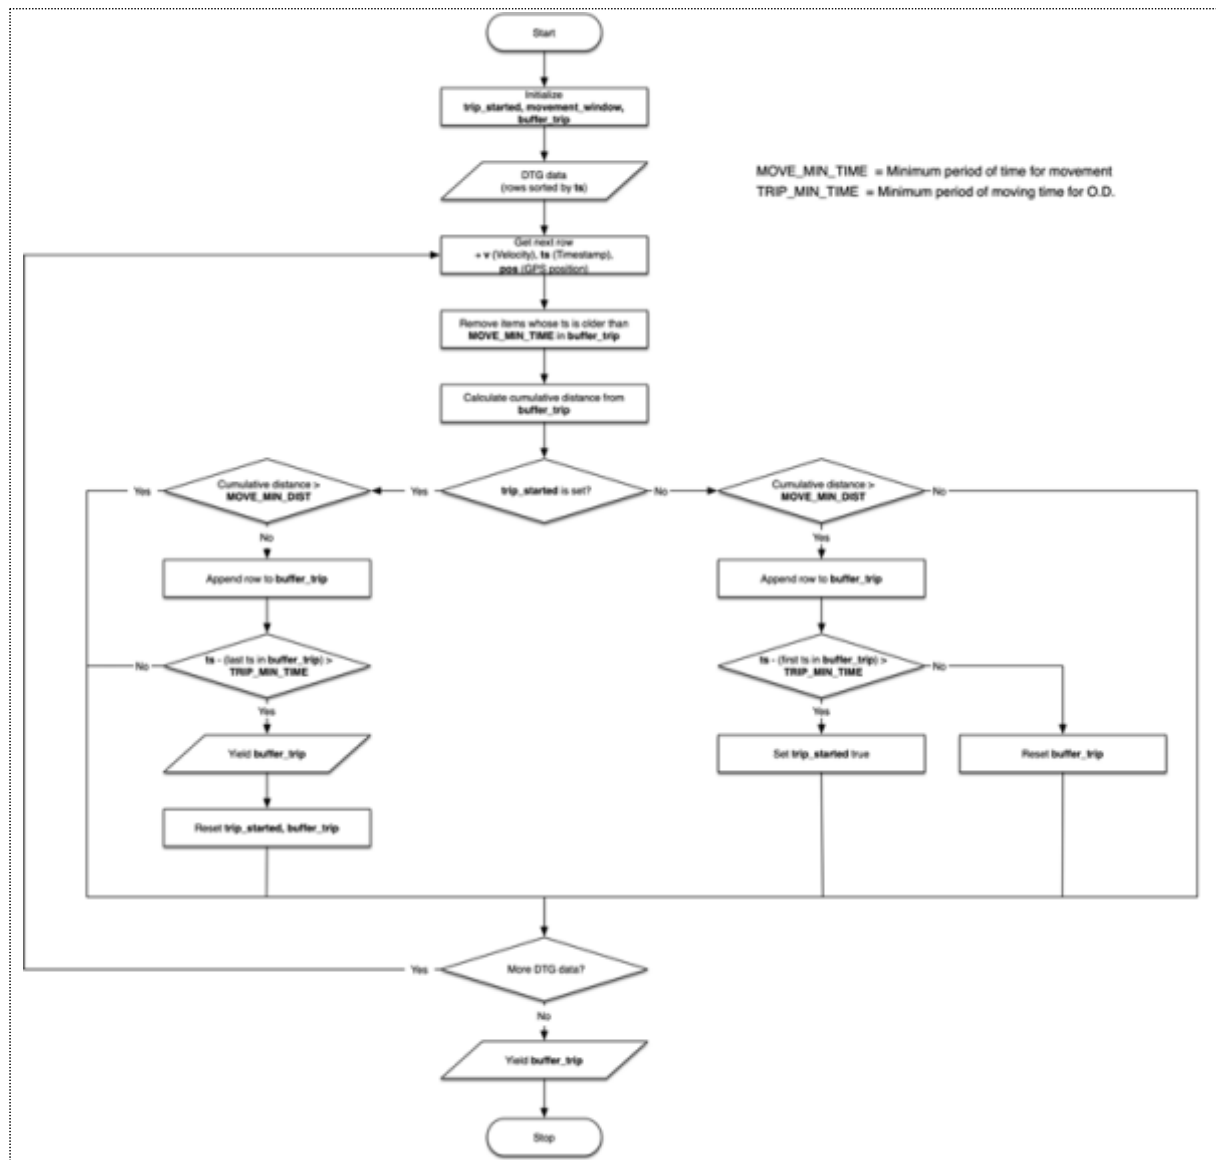 Start
Initialize
trip_started, movement_window,
buffer_trip
DTG data
(rows sorted by ts)
MOVE_MIN_TIME = Minimum period of time for movement
TRIP_MIN_TIME = Minimum period of moving time for O.D.
Get next row
→ v (Velocity), ts (Timestamp),
pos (GPS position)
Remove items whose ts is older than
MOVE_MIN_TIME in buffer_trip
Calculate cumulative distance from
buffer_trip
Yes
Cumulative distance >
MOVE_MIN_DIST
Yes
trip_started is set?
No
Cumulative distance >
MOVE_MIN_DIST
No
No
Yes
Append row to buffer_trip
Append row to buffer_trip
No
ts - (last ts in buffer_trip) >
TRIP_MIN_TIME
ts - (first ts in buffer_trip) >
TRIP_MIN_TIME
No
Yes
Yes
Yield buffer_trip
Set trip_started true
Reset buffer_trip
Reset trip_started, buffer_trip
Yes
More DTG data?
No
Yield buffer_trip
Stop